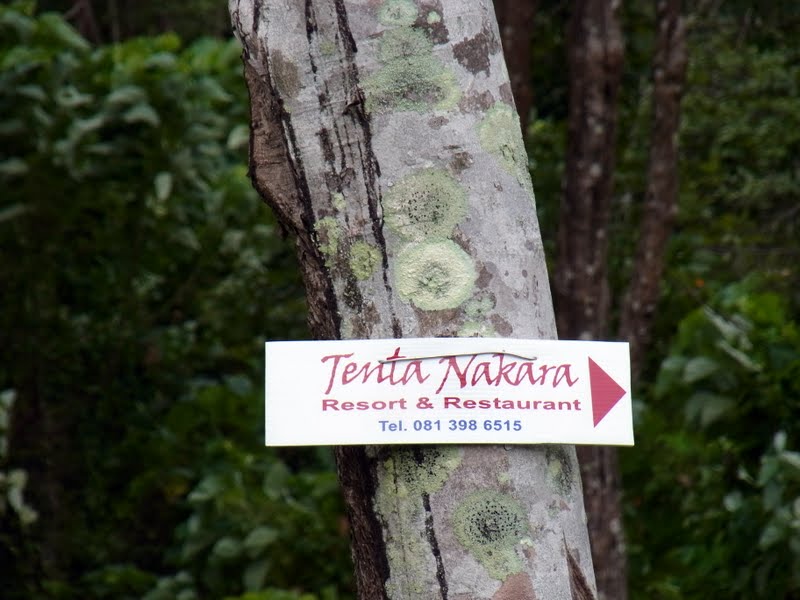 Tenta Nakara
Resort & Restaurant
Tel. 081 398 6515